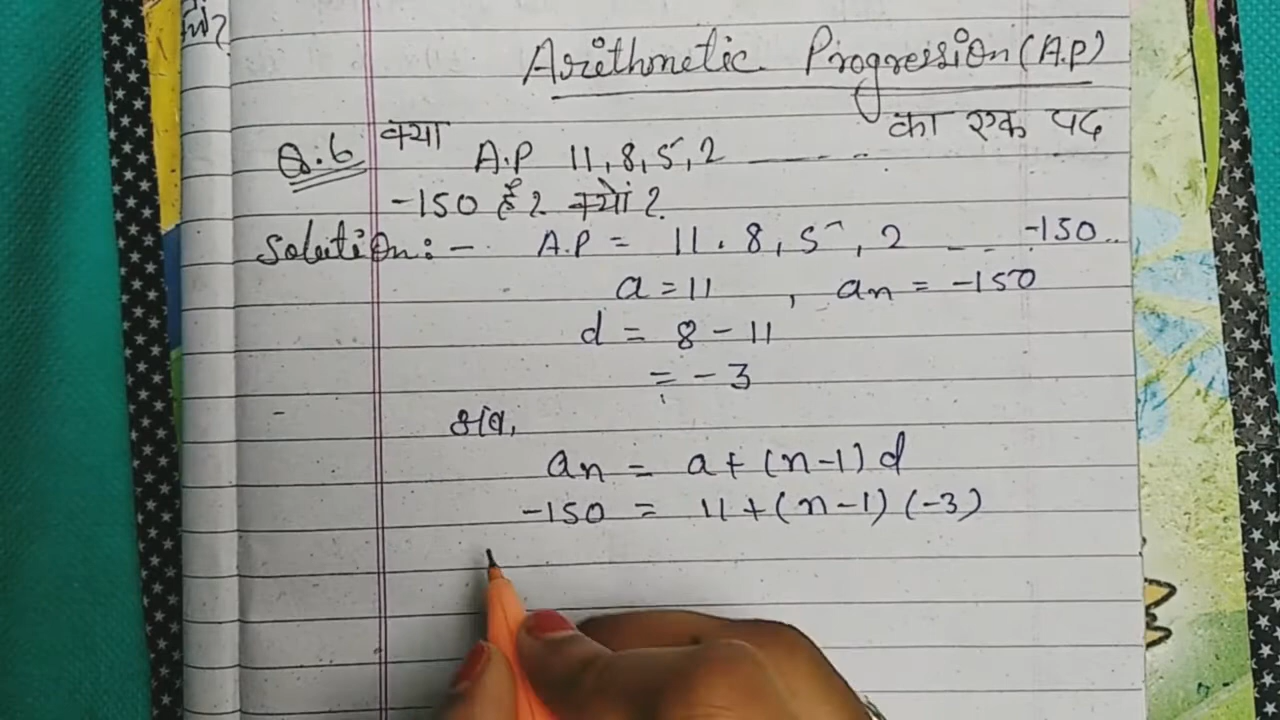 Arithmetic Progression (A.P)
Q.6 क्या A.P 11, 8, 5, 2 ----... का एक पद
-150 है? क्यों?
Solution:- A.P = 11, 8, 5, 2 - - . -150..
a = 11 , an = -150
d = 8 - 11
= - 3
अब,
an = a + (n-1) d
-150 = 11 + (n-1) (-3)